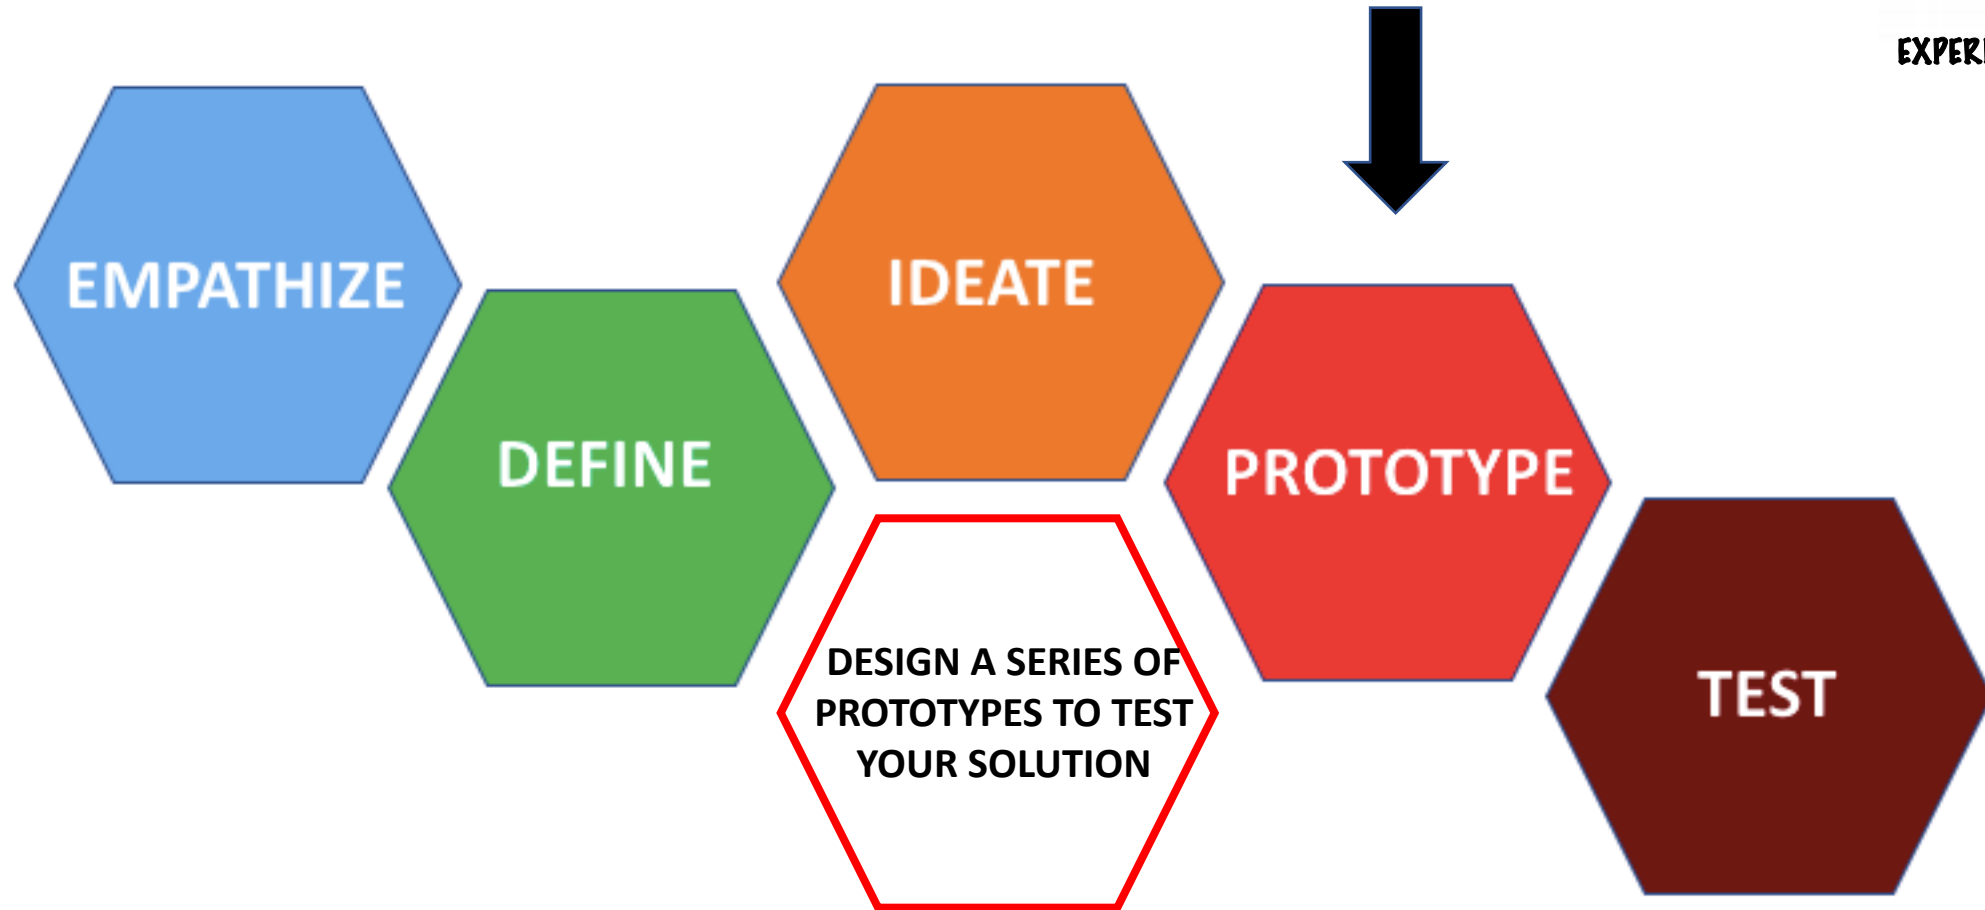 EMPATHIZE
DEFINE
IDEATE
PROTOTYPE
TEST
DESIGN A SERIES OF
PROTOTYPES TO TEST
YOUR SOLUTION